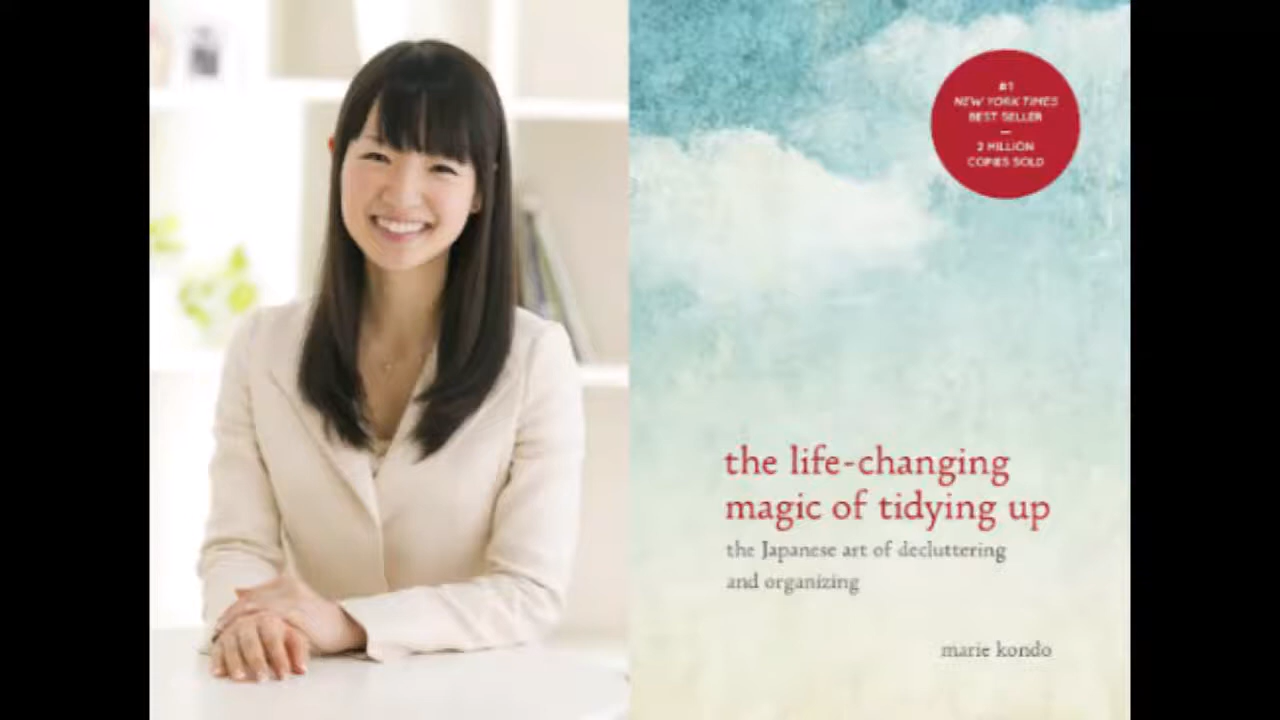 #1
NEW YORK TIMES
BEST SELLER
—
2 MILLION
COPIES SOLD
the life-changing
magic of tidying up
the Japanese art of decluttering
and organizing
marie kondo